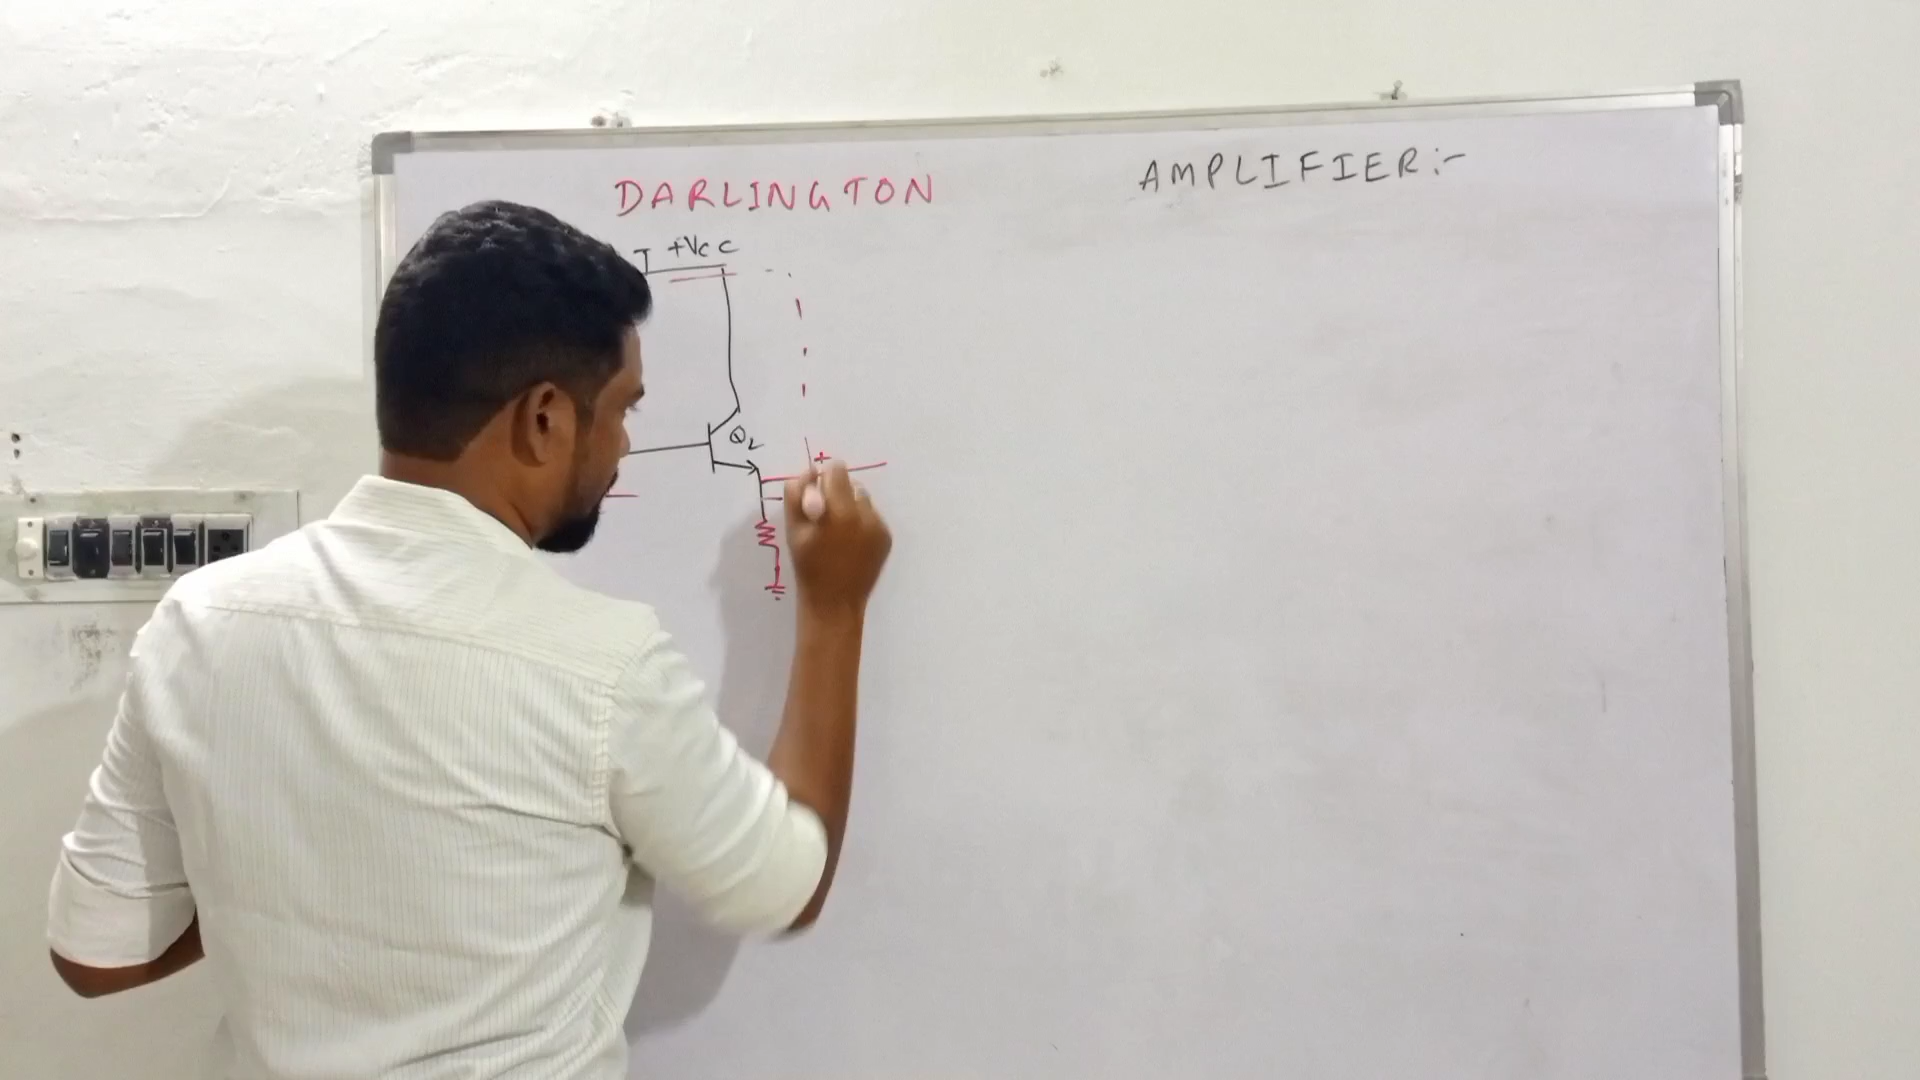 DARLINGTON AMPLIFIER:-
+Vcc
Q2
+